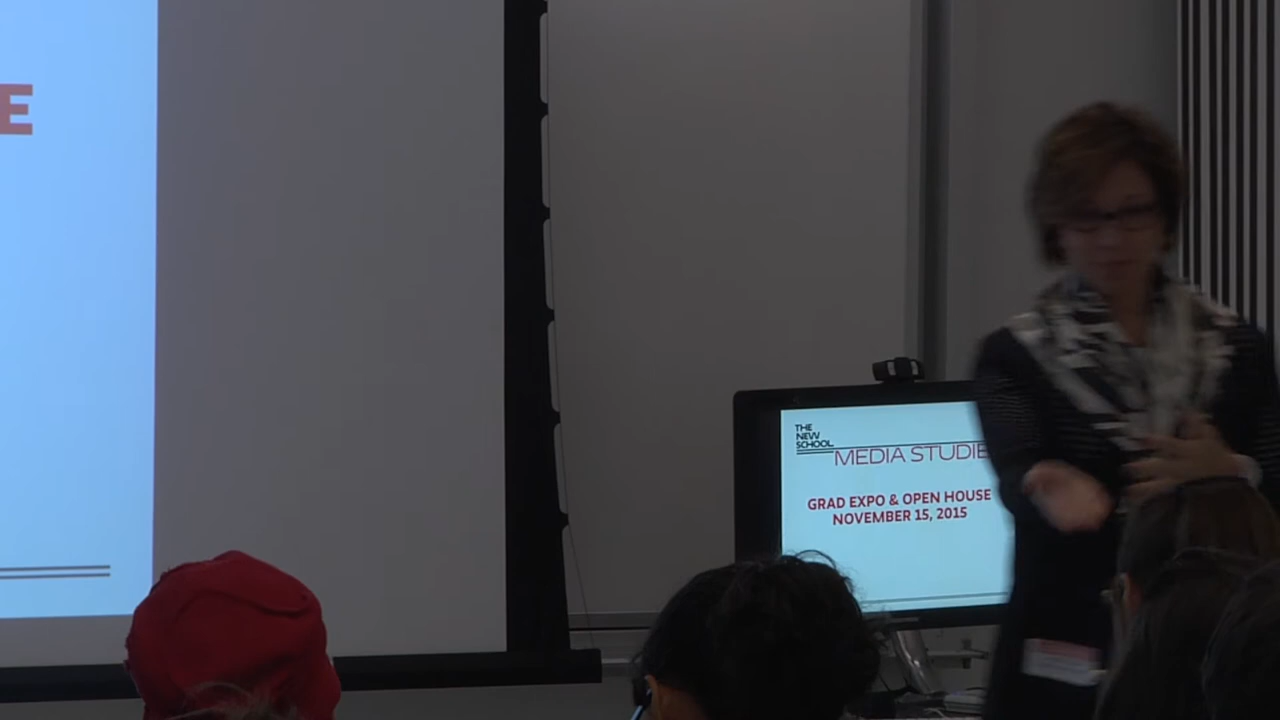 E
THE
NEW
SCHOOL
MEDIA STUDIE
GRAD EXPO & OPEN HOUSE
NOVEMBER 15, 2015